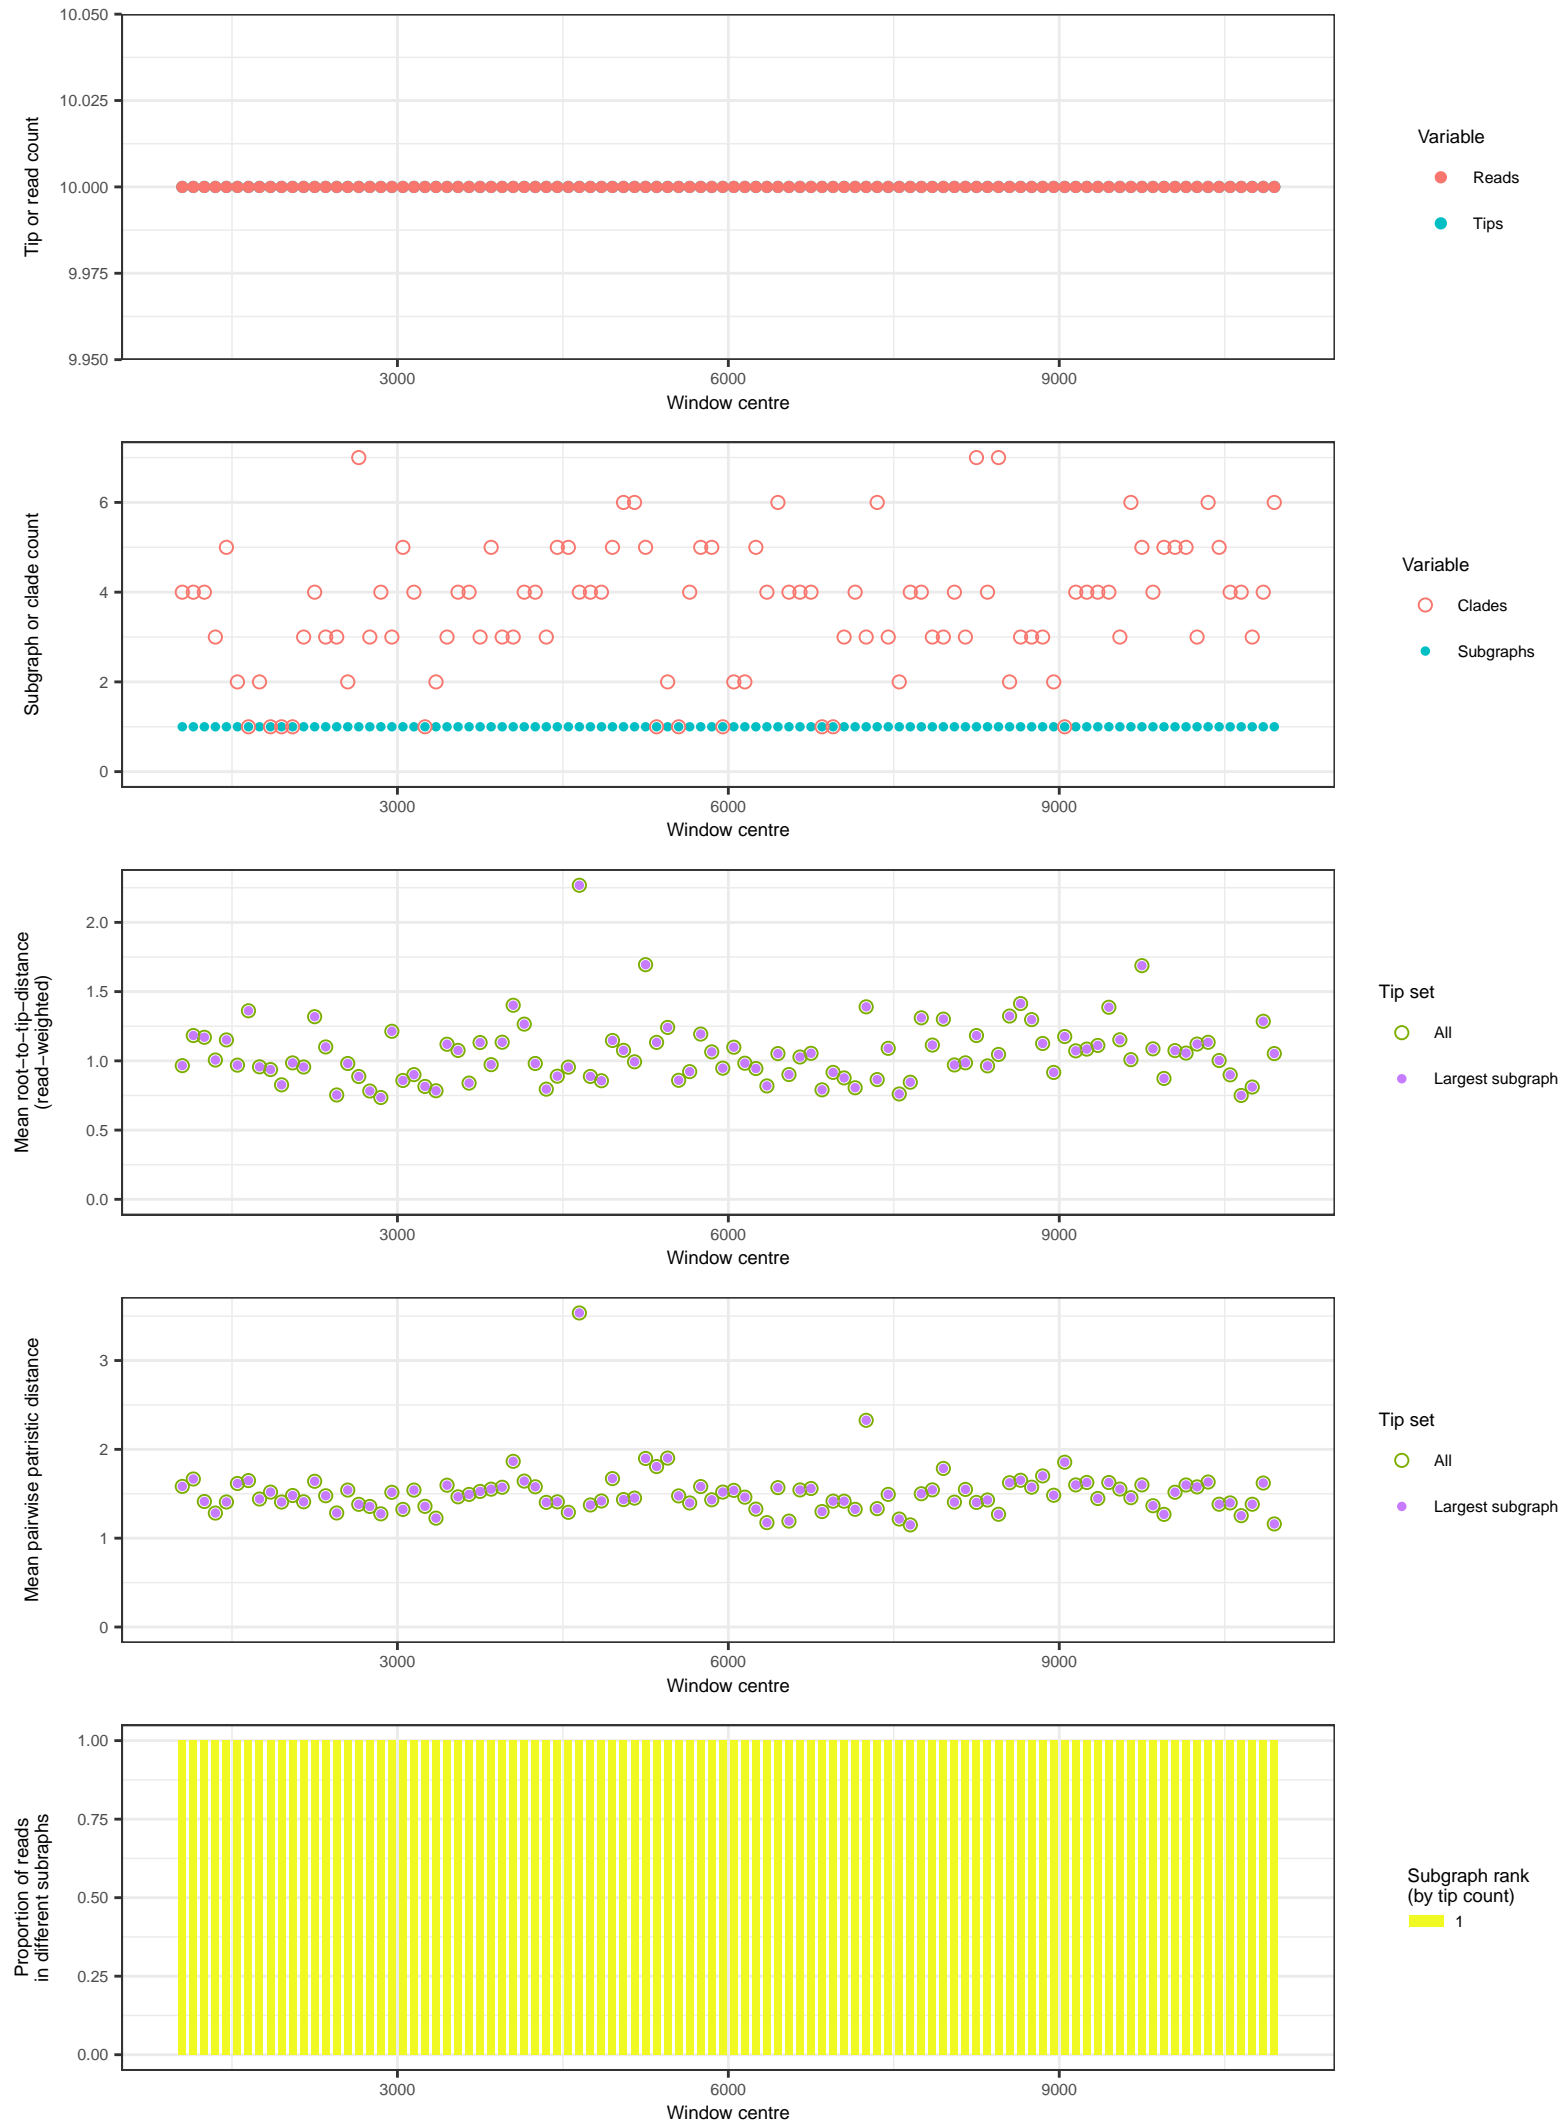 10.050
10.025
10.000
9.975
9.950
Tip or read count
3000
6000
9000
Window centre
Variable
Reads
Tips
6
4
2
0
Subgraph or clade count
3000
6000
9000
Window centre
Variable
Clades
Subgraphs
2.0
1.5
1.0
0.5
0.0
Mean root−to−tip−distance
(read−weighted)
3000
6000
9000
Window centre
Tip set
All
Largest subgraph
3
2
1
0
Mean pairwise patristic distance
3000
6000
9000
Window centre
Tip set
All
Largest subgraph
1.00
0.75
0.50
0.25
0.00
Proportion of reads
in different subraphs
3000
6000
9000
Window centre
Subgraph rank
(by tip count)
1